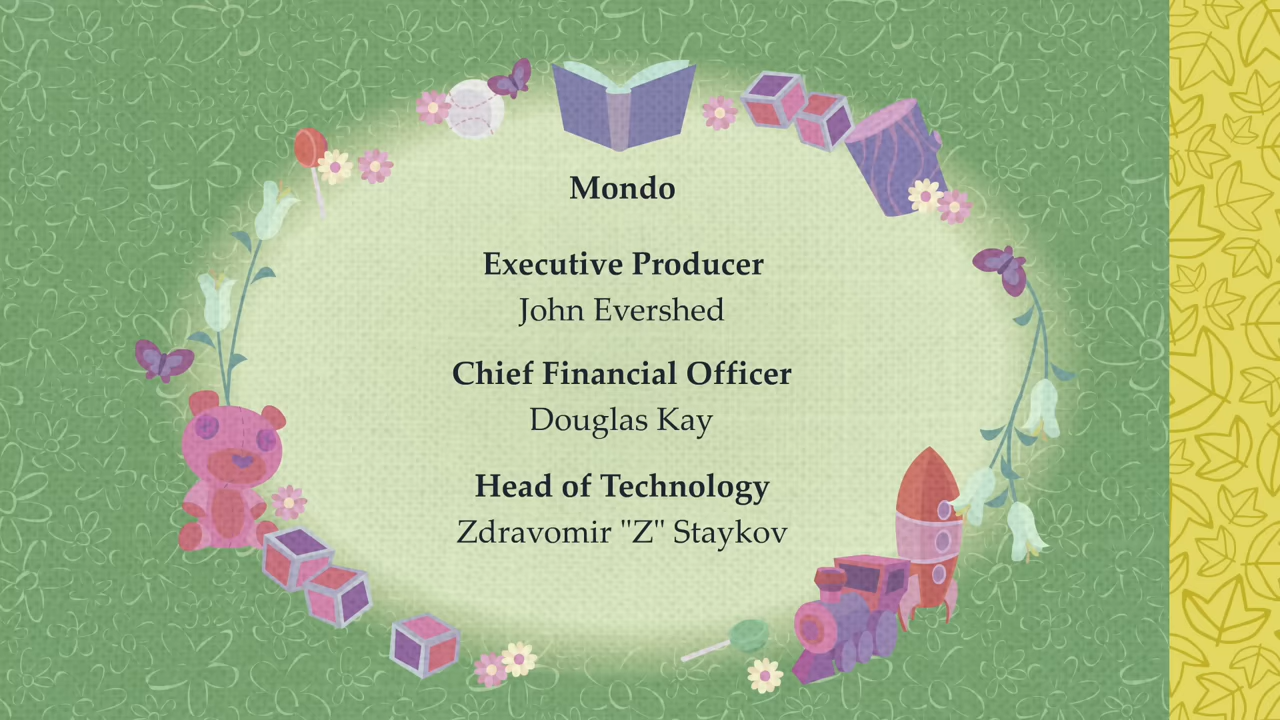 Mondo
Executive Producer
John Evershed
Chief Financial Officer
Douglas Kay
Head of Technology
Zdravomir "Z" Staykov